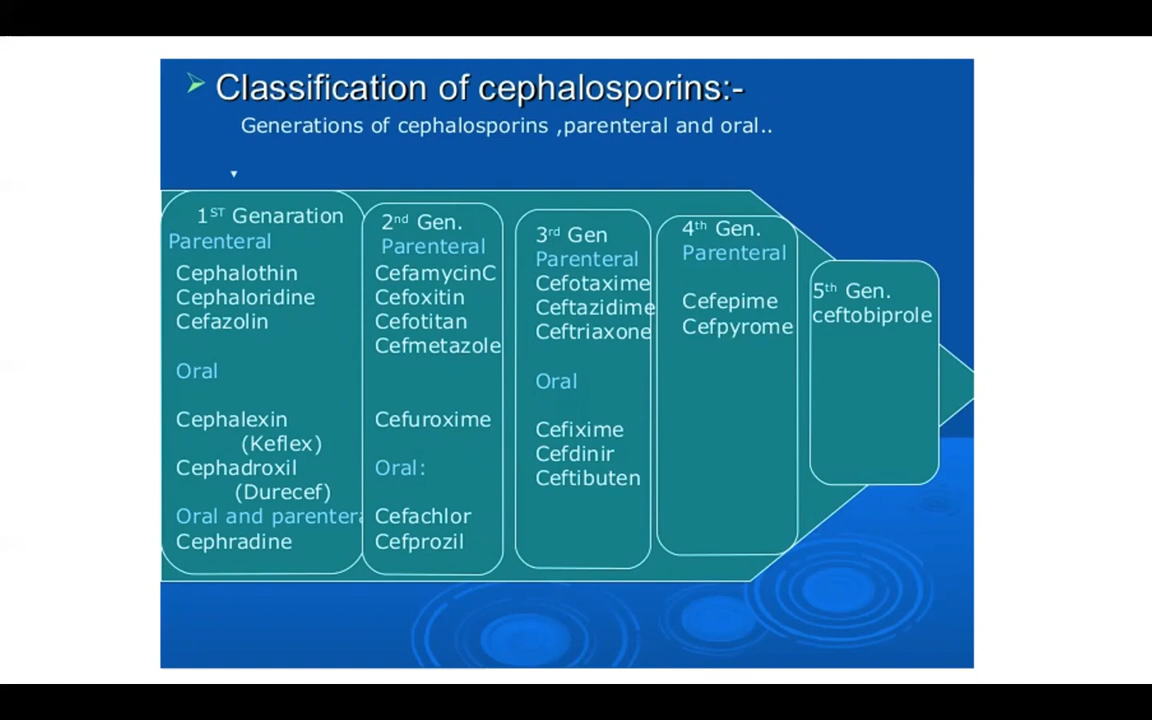 Classification of cephalosporins:-
Generations of cephalosporins ,parenteral and oral..
1ST Genaration
Parenteral
Cephalothin
Cephaloridine
Cefazolin
Oral
Cephalexin
(Keflex)
Cephadroxil
(Durecef)
Oral and parentera
Cephradine
2nd Gen.
Parenteral
CefamycinC
Cefoxitin
Cefotitan
Cefmetazole
Cefuroxime
Oral:
Cefachlor
Cefprozil
3rd Gen
Parenteral
Cefotaxime
Ceftazidime
Ceftriaxone
Oral
Cefixime
Cefdinir
Ceftibuten
4th Gen.
Parenteral
Cefepime
Cefpyrome
5th Gen.
ceftobiprole